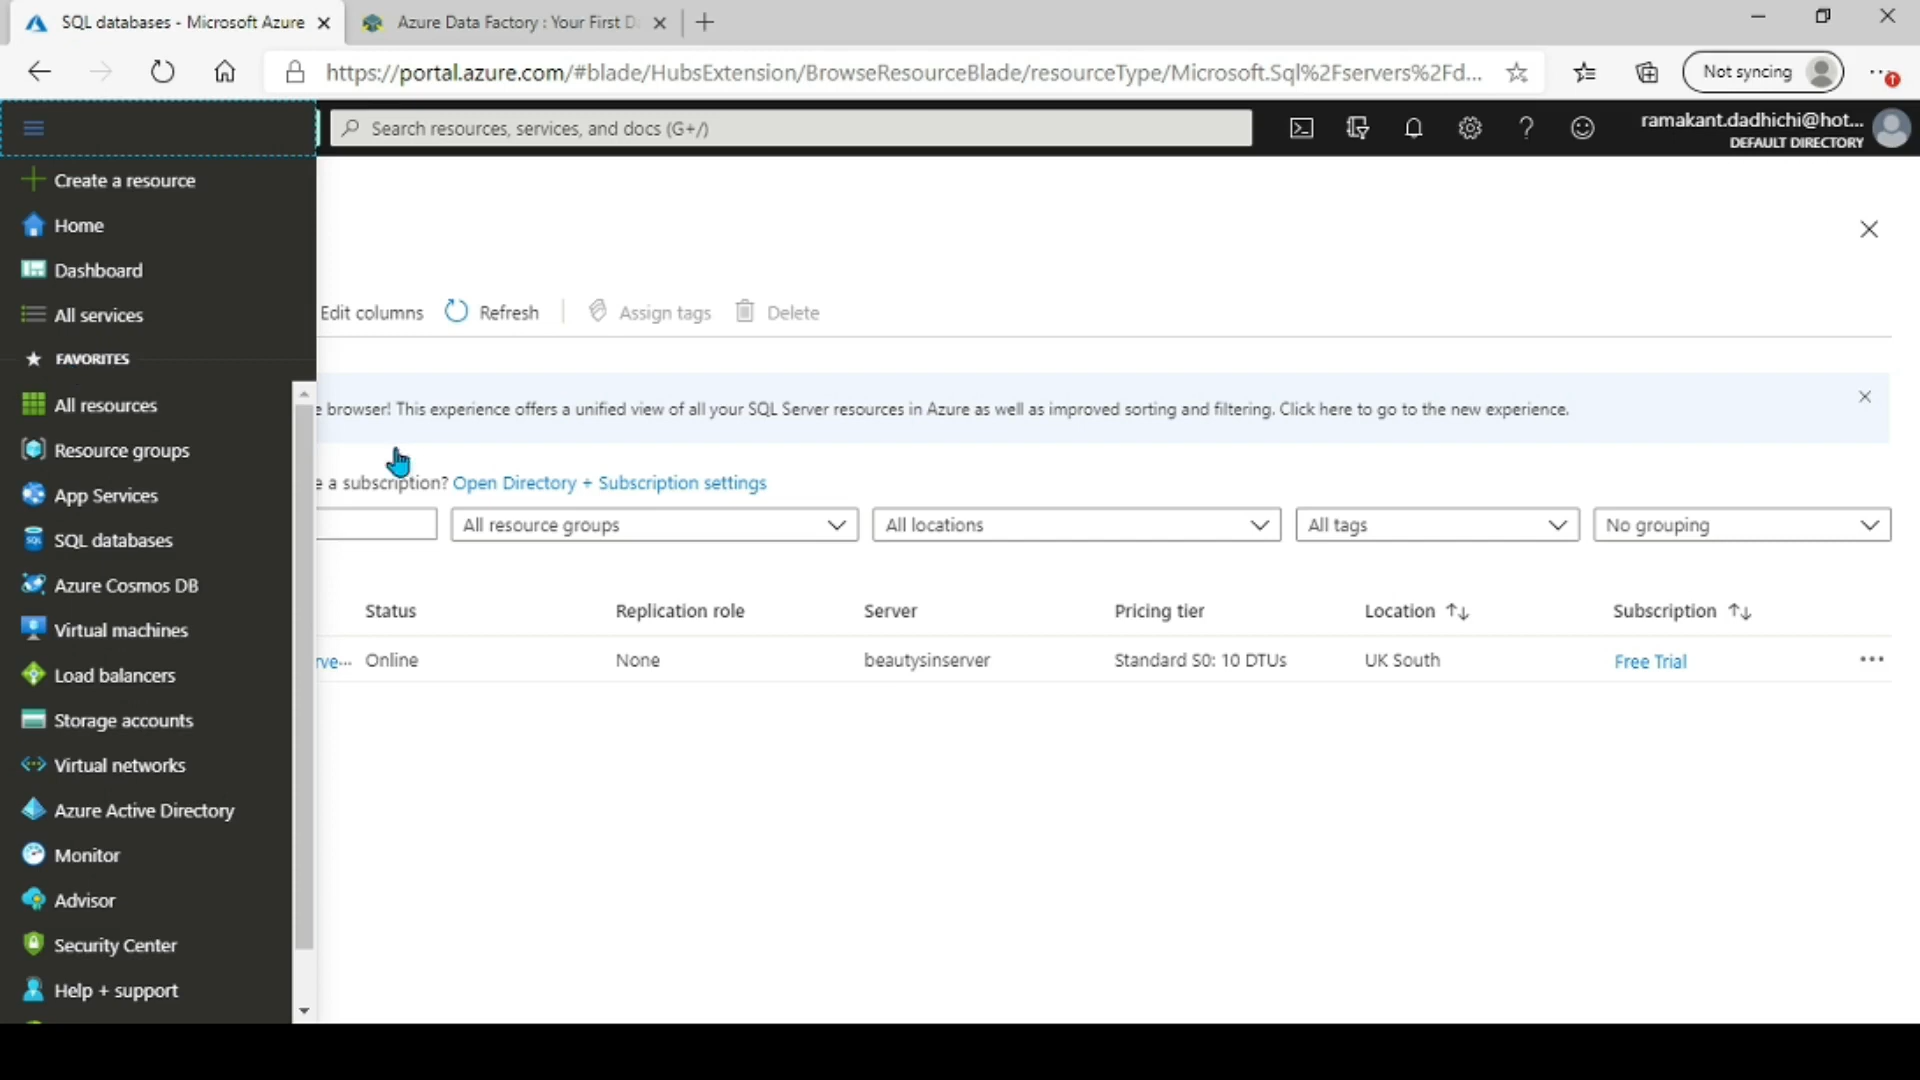 SQL databases - Microsoft Azure
Azure Data Factory : Your First D
https://portal.azure.com/#blade/HubsExtension/BrowseResourceBlade/resourceType/Microsoft.Sql%2Fservers%2Fd...
Not syncing
Search resources, services, and docs (G+/)
ramakant.dadhichi@hot...
DEFAULT DIRECTORY
Create a resource
Home
Dashboard
All services
FAVORITES
All resources
Resource groups
App Services
SQL databases
Azure Cosmos DB
Virtual machines
Load balancers
Storage accounts
Virtual networks
Azure Active Directory
Monitor
Advisor
Security Center
Help + support
Edit columns Refresh Assign tags Delete
e browser! This experience offers a unified view of all your SQL Server resources in Azure as well as improved sorting and filtering. Click here to go to the new experience.
e a subscription? Open Directory + Subscription settings
All resource groups All locations All tags No grouping
Status Replication role Server Pricing tier Location Subscription
rve... Online None beautysinserver Standard S0: 10 DTUs UK South Free Trial